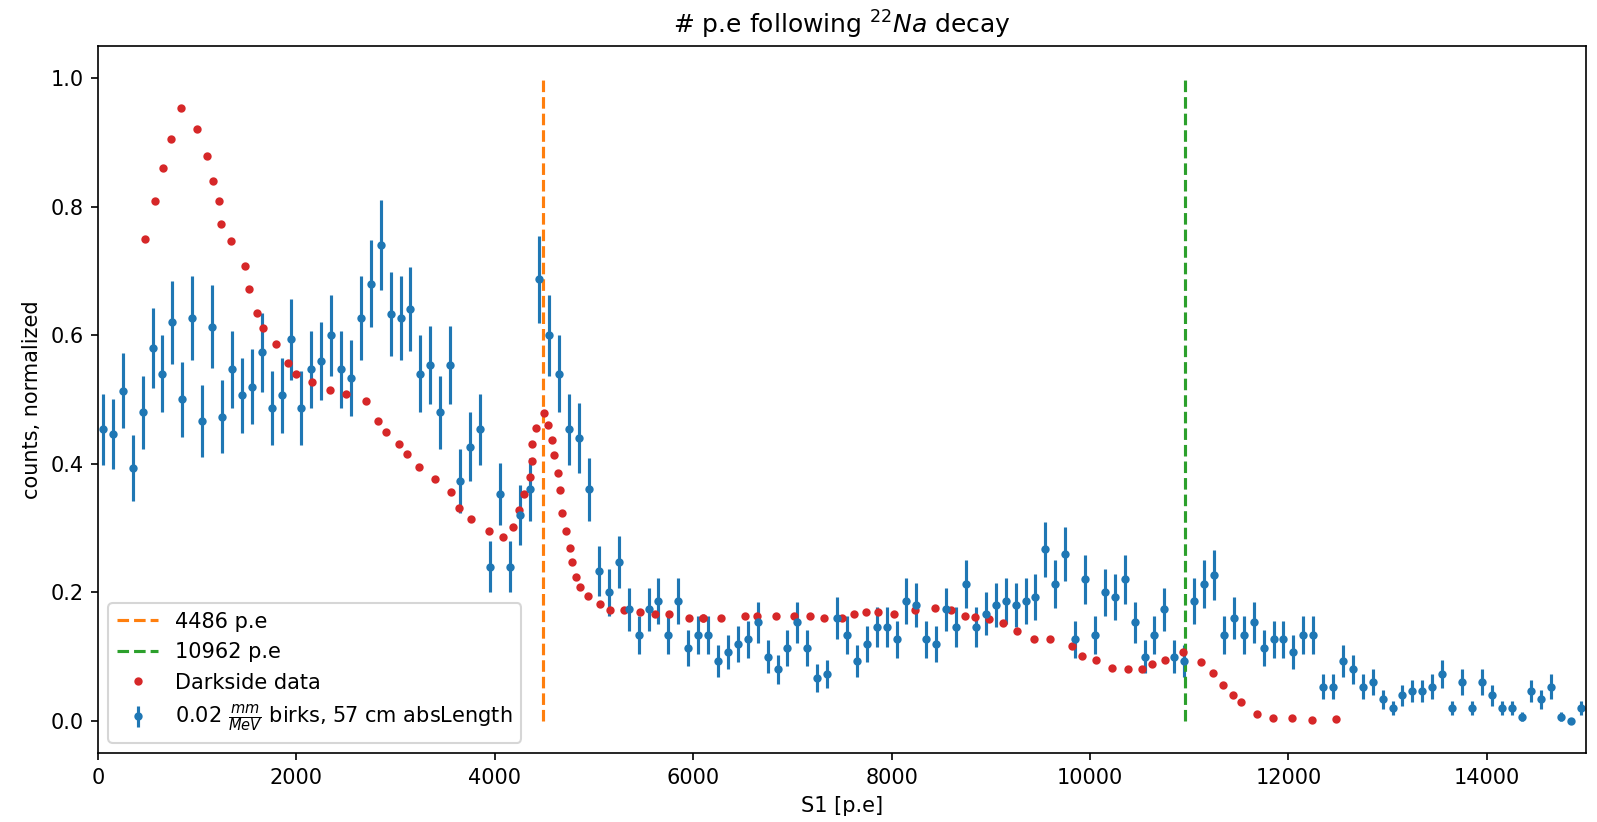 # p.e following ²²Na decay
counts, normalized
1.0
0.8
0.6
0.4
0.2
0.0
4486 p.e
10962 p.e
Darkside data
0.02 mm/MeV birks, 57 cm absLength
0 2000 4000 6000 8000 10000 12000 14000
S1 [p.e]